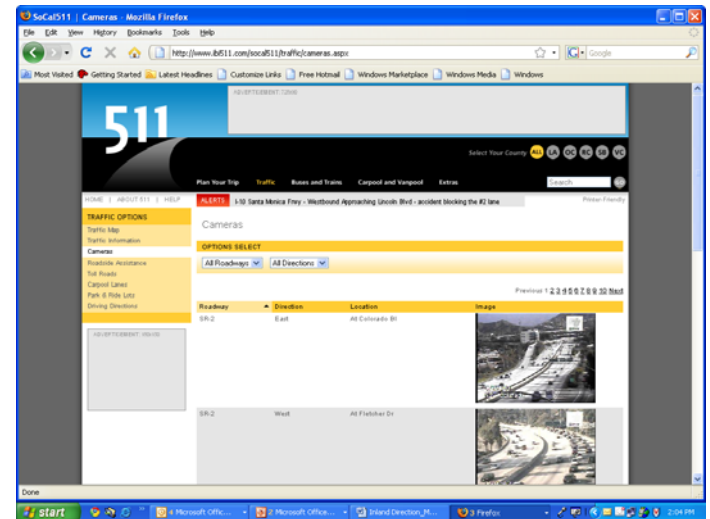 SoCal511 | Cameras - Mozilla Firefox
File Edit View History Bookmarks Tools Help
http://www.ibi511.com/socal511/traffic/cameras.aspx
Google
Most Visited Getting Started Latest Headlines Customize Links Free Hotmail Windows Marketplace Windows Media Windows
511
Select Your County ALL LA OC RC SB VC
Plan Your Trip Traffic Buses and Trains Carpool and Vanpool Extras Search
HOME | ABOUT 511 | HELP
ALERTS I-10 Santa Monica Frwy - Westbound Approaching Lincoln Blvd - accident blocking the #2 lane
Printer Friendly
TRAFFIC OPTIONS
Traffic Map
Traffic Information
Cameras
Roadside Assistance
Toll Roads
Carpool Lanes
Park & Ride Lots
Driving Directions
Cameras
OPTIONS SELECT
All Roadways All Directions
Previous 1 2 3 4 5 6 7 8 9 10 Next
Roadway Direction Location Image
SR-2 East At Colorado Bl
SR-2 West At Fletcher Dr
Done
start 4 Microsoft Offic... 2 Microsoft Office... Inland Direction_M... 3 Firefox 2:04 PM